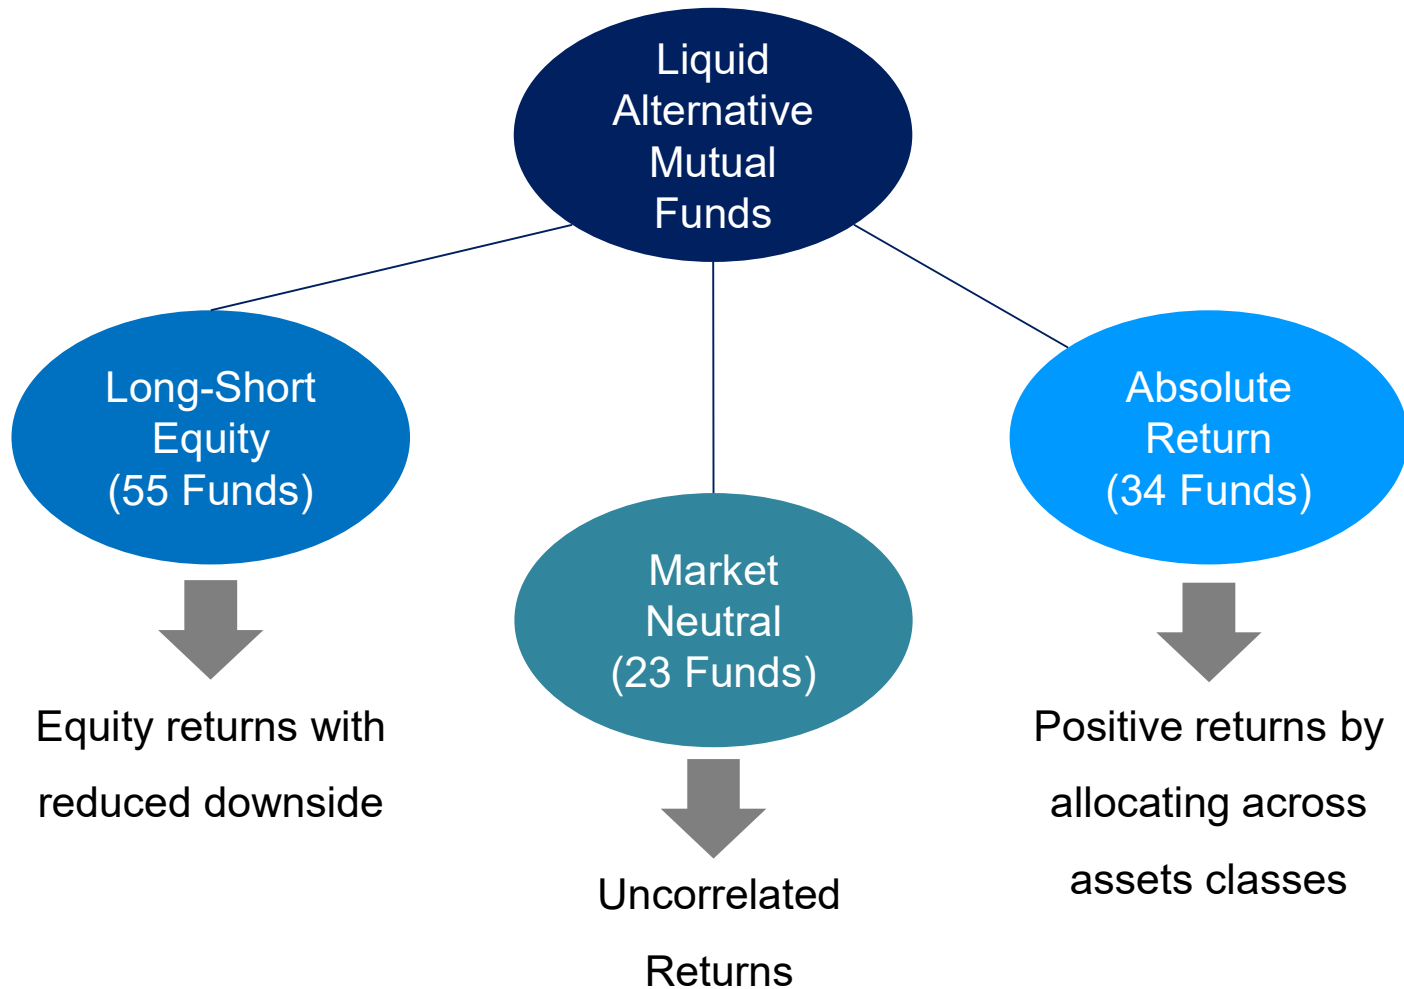 Liquid
Alternative
Mutual
Funds
Long-Short
Equity
(55 Funds)
Equity returns with
reduced downside
Market
Neutral
(23 Funds)
Uncorrelated
Returns
Absolute
Return
(34 Funds)
Positive returns by
allocating across
assets classes